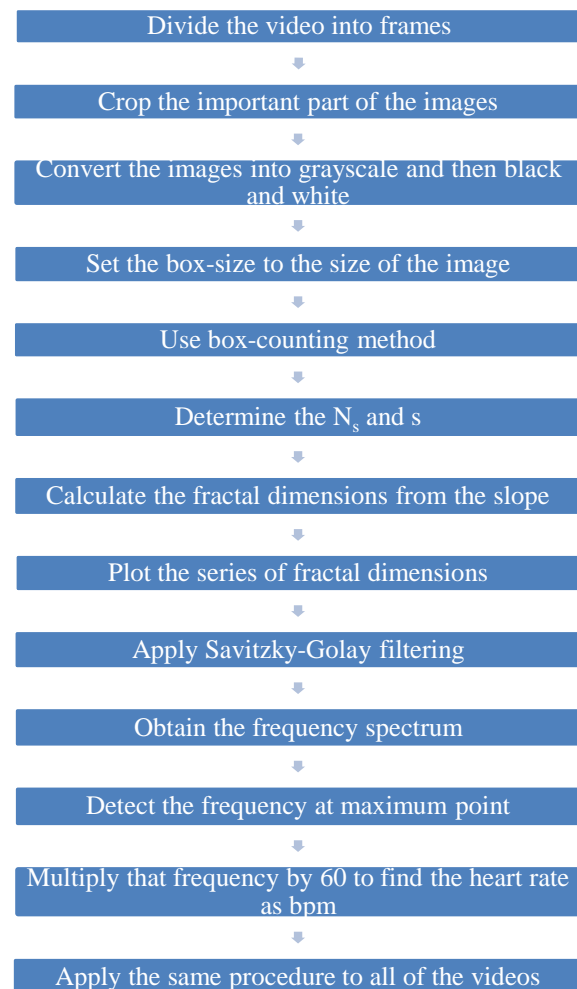 Divide the video into frames
Crop the important part of the images
Convert the images into grayscale and then black
and white
Set the box-size to the size of the image
Use box-counting method
Determine the Nₛ and s
Calculate the fractal dimensions from the slope
Plot the series of fractal dimensions
Apply Savitzky-Golay filtering
Obtain the frequency spectrum
Detect the frequency at maximum point
Multiply that frequency by 60 to find the heart rate
as bpm
Apply the same procedure to all of the videos